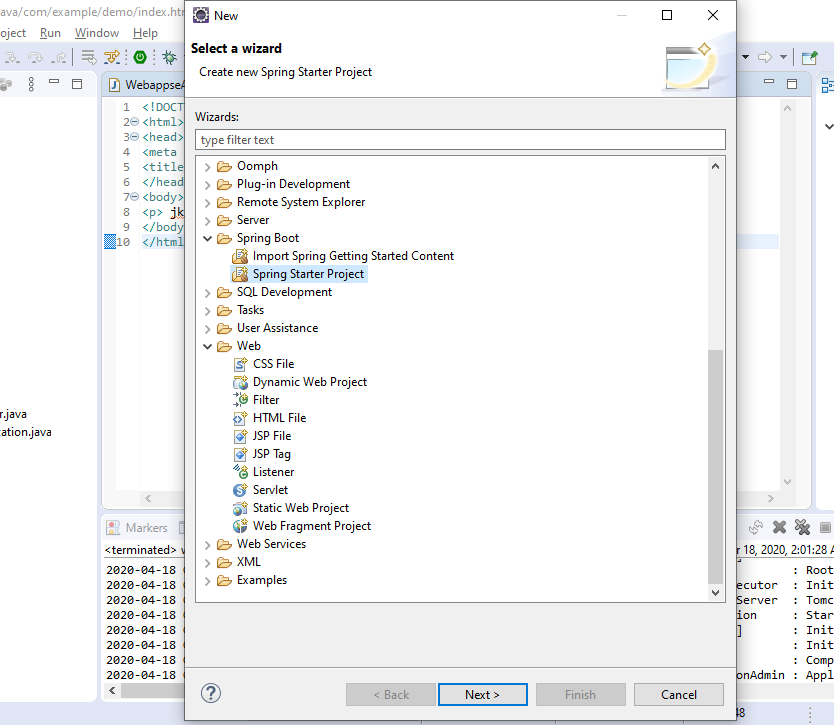 ava/com/example/demo/index.ht
oject Run Window Help
WebappseA
1 <!DOCT
2 <html>
3 <head>
4 <meta
5 <title
6 </head
7 <body>
8 <p> jk
9 </body
10 </html
r.java
ation.java
Markers
<terminated> w
r 18, 2020, 2:01:28 A
2020-04-18 : Root
2020-04-18 ecutor : Init
2020-04-18 Server : Tomc
2020-04-18 ion : Star
2020-04-18 ] : Init
2020-04-18 : Init
2020-04-18 : Comp
2020-04-18 onAdmin : Appl
48
New
Select a wizard
Create new Spring Starter Project
Wizards:
type filter text
Oomph
Plug-in Development
Remote System Explorer
Server
Spring Boot
Import Spring Getting Started Content
Spring Starter Project
SQL Development
Tasks
User Assistance
Web
CSS File
Dynamic Web Project
Filter
HTML File
JSP File
JSP Tag
Listener
Servlet
Static Web Project
Web Fragment Project
Web Services
XML
Examples
? < Back Next > Finish Cancel